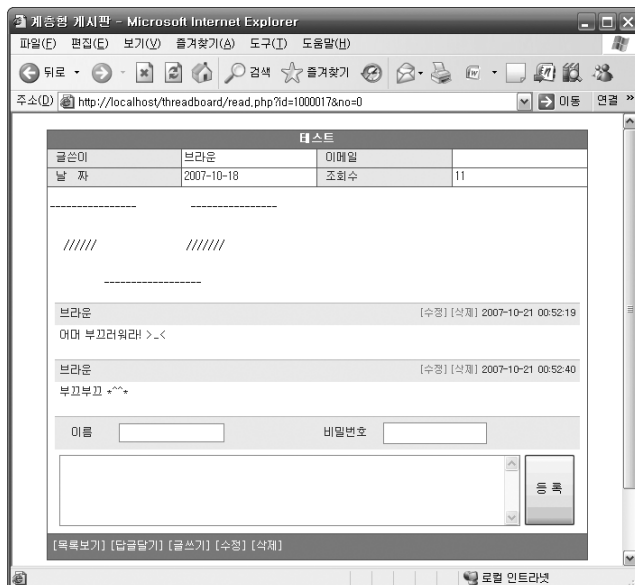 계층형 게시판 - Microsoft Internet Explorer
파일(F) 편집(E) 보기(V) 즐겨찾기(A) 도구(T) 도움말(H)
뒤로 검색 즐겨찾기
주소(D) http://localhost/threadboard/read.php?id=1000017&no=0 이동 연결 »
테스트
글쓴이 브라운 이메일
날 짜 2007-10-18 조회수 11
---------------- ----------------
////// ///////
------------------
브라운 [수정] [삭제] 2007-10-21 00:52:19
어머 부끄러워라! >_<
브라운 [수정] [삭제] 2007-10-21 00:52:40
부끄부끄 *^^*
이름 비밀번호
등 록
[목록보기] [답글달기] [글쓰기] [수정] [삭제]
로컬 인트라넷